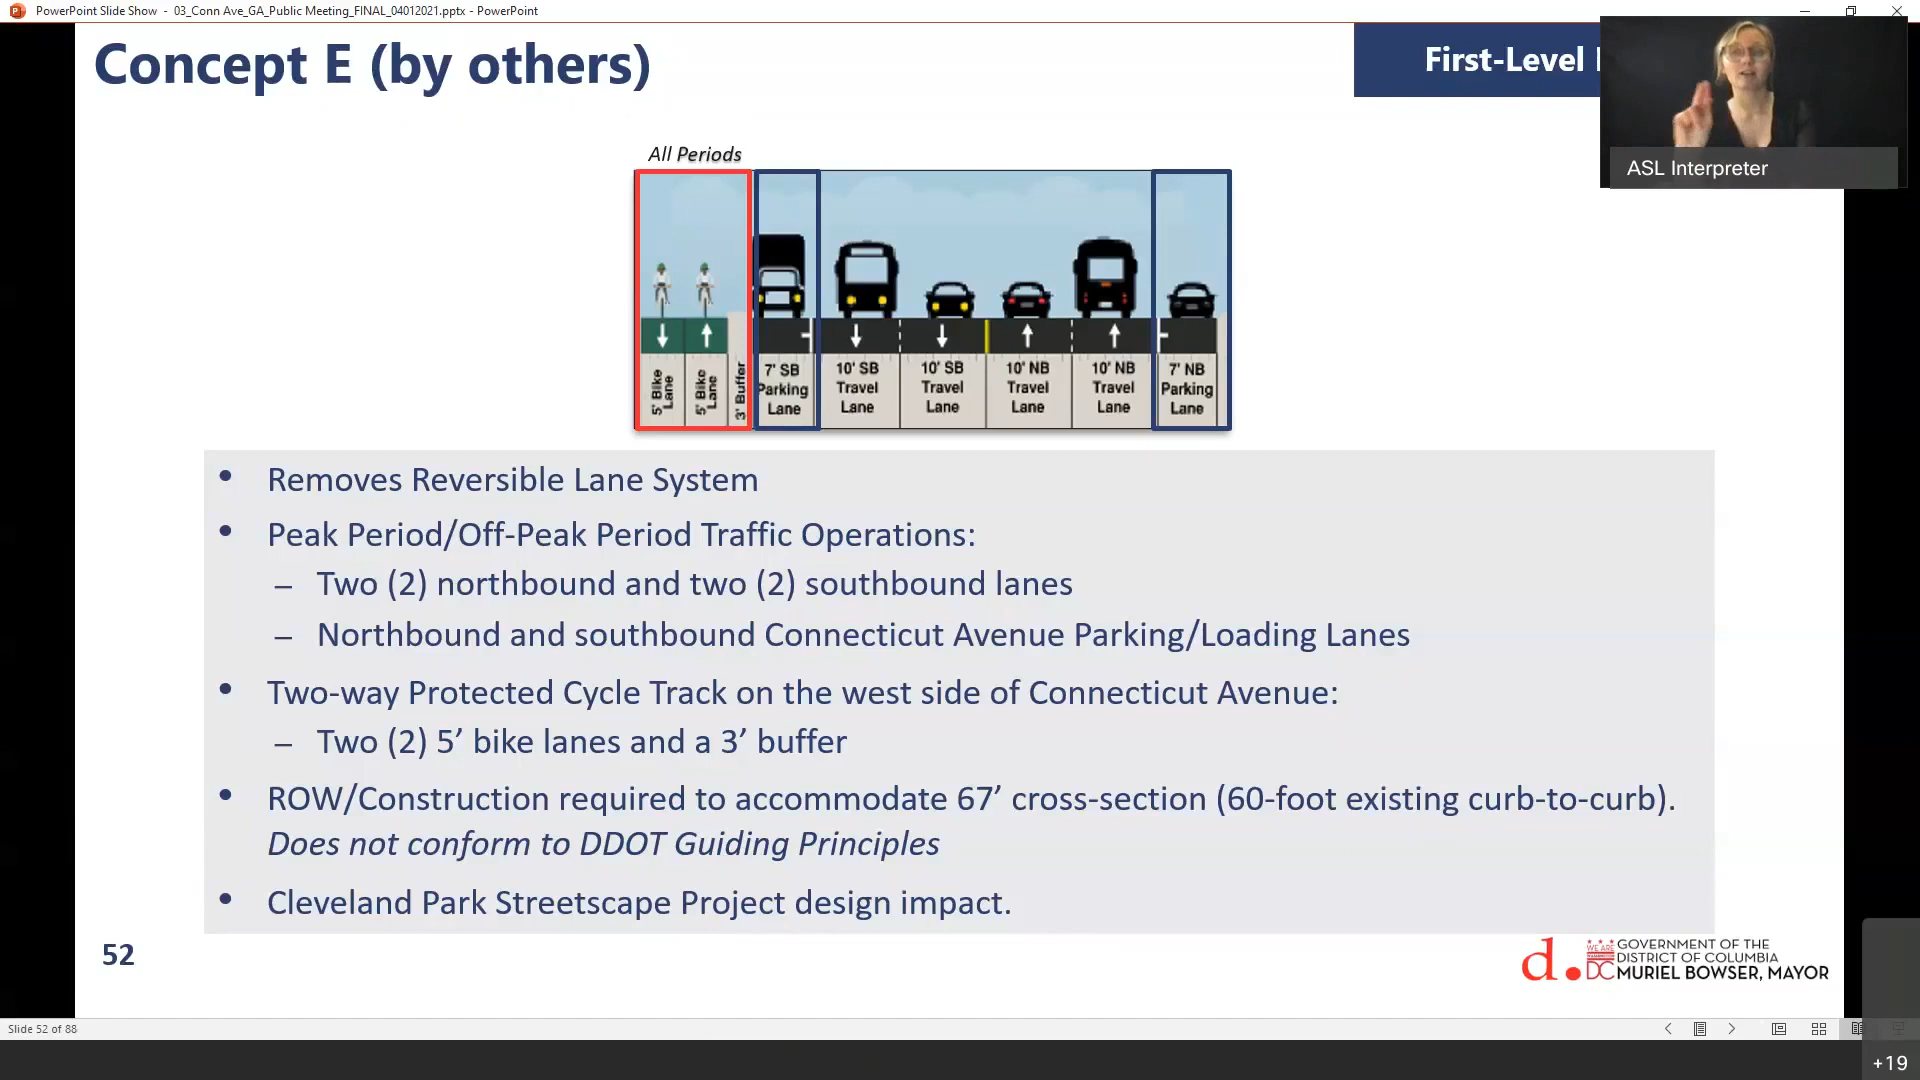 PowerPoint Slide Show - 03_Conn Ave_GA_Public Meeting_FINAL_04012021.pptx - PowerPoint
Concept E (by others)
First-Level
ASL Interpreter
All Periods
5' Bike Lane
5' Bike Lane
3' Buffer
7' SB Parking Lane
10' SB Travel Lane
10' SB Travel Lane
10' NB Travel Lane
10' NB Travel Lane
7' NB Parking Lane
• Removes Reversible Lane System
• Peak Period/Off-Peak Period Traffic Operations:
– Two (2) northbound and two (2) southbound lanes
– Northbound and southbound Connecticut Avenue Parking/Loading Lanes
• Two-way Protected Cycle Track on the west side of Connecticut Avenue:
– Two (2) 5’ bike lanes and a 3’ buffer
• ROW/Construction required to accommodate 67’ cross-section (60-foot existing curb-to-curb).
Does not conform to DDOT Guiding Principles
• Cleveland Park Streetscape Project design impact.
52
d.
WE ARE
WASHINGTON
DC
GOVERNMENT OF THE
DISTRICT OF COLUMBIA
MURIEL BOWSER, MAYOR
Slide 52 of 88
+19